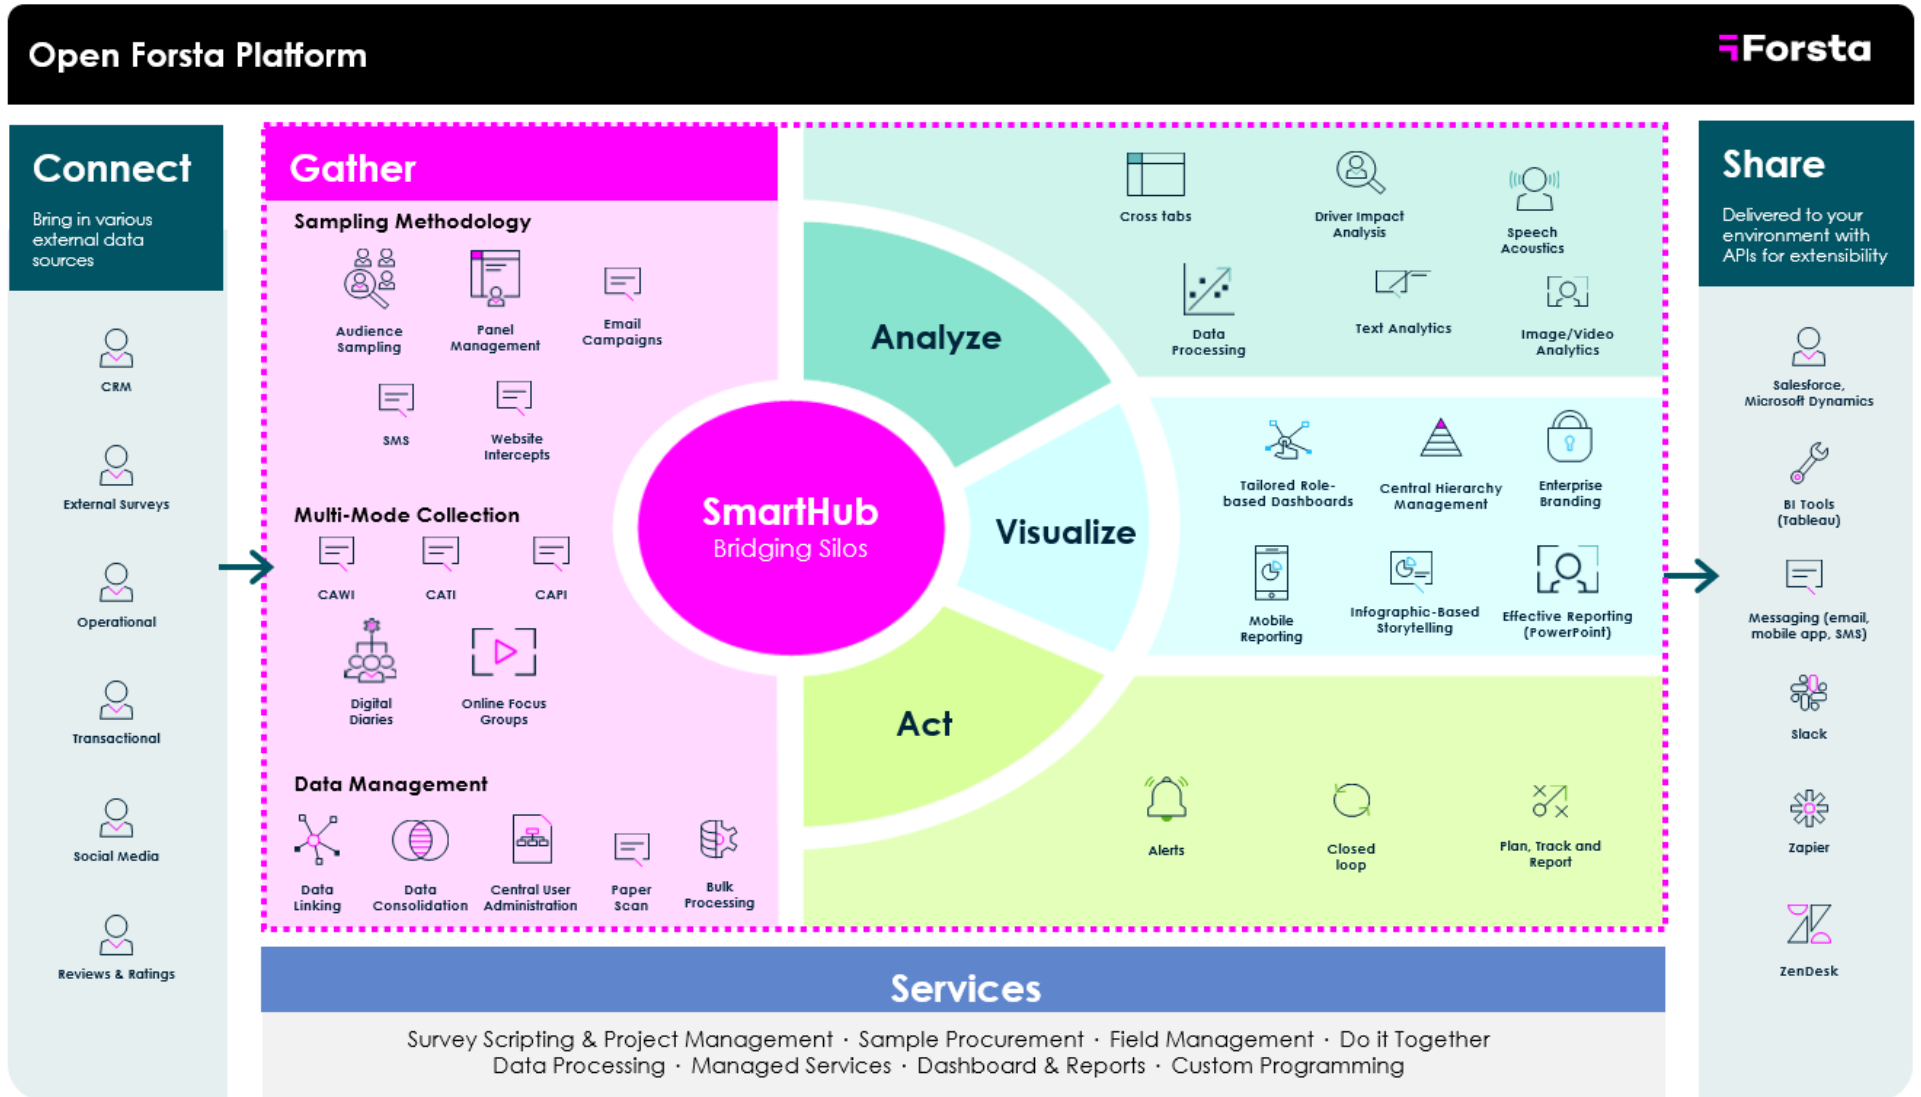 Open Forsta Platform
Forsta
Connect
Bring in various
external data
sources
CRM
External Surveys
Operational
Transactional
Social Media
Reviews & Ratings
Gather
Sampling Methodology
Audience
Sampling
Panel
Management
Email
Campaigns
SMS
Website
Intercepts
Multi-Mode Collection
CAWI
CATI
CAPI
Digital
Diaries
Online Focus
Groups
Data Management
Data
Linking
Data
Consolidation
Central User
Administration
Paper
Scan
Bulk
Processing
SmartHub
Bridging Silos
Analyze
Cross tabs
Driver Impact
Analysis
Speech
Acoustics
Data
Processing
Text Analytics
Image/Video
Analytics
Visualize
Tailored Role-
based Dashboards
Central Hierarchy
Management
Enterprise
Branding
Mobile
Reporting
Infographic-Based
Storytelling
Effective Reporting
(PowerPoint)
Act
Alerts
Closed
loop
Plan, Track and
Report
Share
Delivered to your
environment with
APIs for extensibility
Salesforce,
Microsoft Dynamics
BI Tools
(Tableau)
Messaging (email,
mobile app, SMS)
Slack
Zapier
ZenDesk
Services
Survey Scripting & Project Management · Sample Procurement · Field Management · Do it Together
Data Processing · Managed Services · Dashboard & Reports · Custom Programming